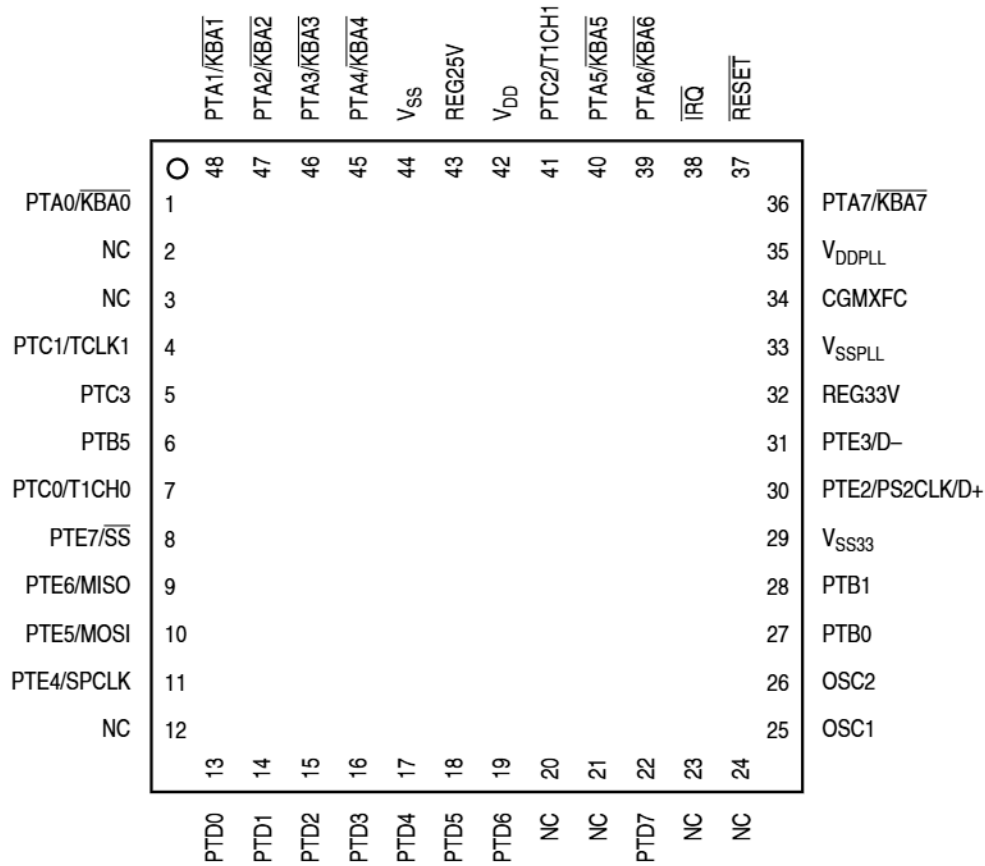 PTA1/KBA1
PTA2/KBA2
PTA3/KBA3
PTA4/KBA4
VSS
REG25V
VDD
PTC2/T1CH1
PTA5/KBA5
PTA6/KBA6
IRQ
RESET
48 47 46 45 44 43 42 41 40 39 38 37
PTA0/KBA0 1
NC 2
NC 3
PTC1/TCLK1 4
PTC3 5
PTB5 6
PTC0/T1CH0 7
PTE7/SS 8
PTE6/MISO 9
PTE5/MOSI 10
PTE4/SPCLK 11
NC 12
36 PTA7/KBA7
35 VDDPLL
34 CGMXFC
33 VSSPLL
32 REG33V
31 PTE3/D–
30 PTE2/PS2CLK/D+
29 VSS33
28 PTB1
27 PTB0
26 OSC2
25 OSC1
13 14 15 16 17 18 19 20 21 22 23 24
PTD0
PTD1
PTD2
PTD3
PTD4
PTD5
PTD6
NC
NC
PTD7
NC
NC